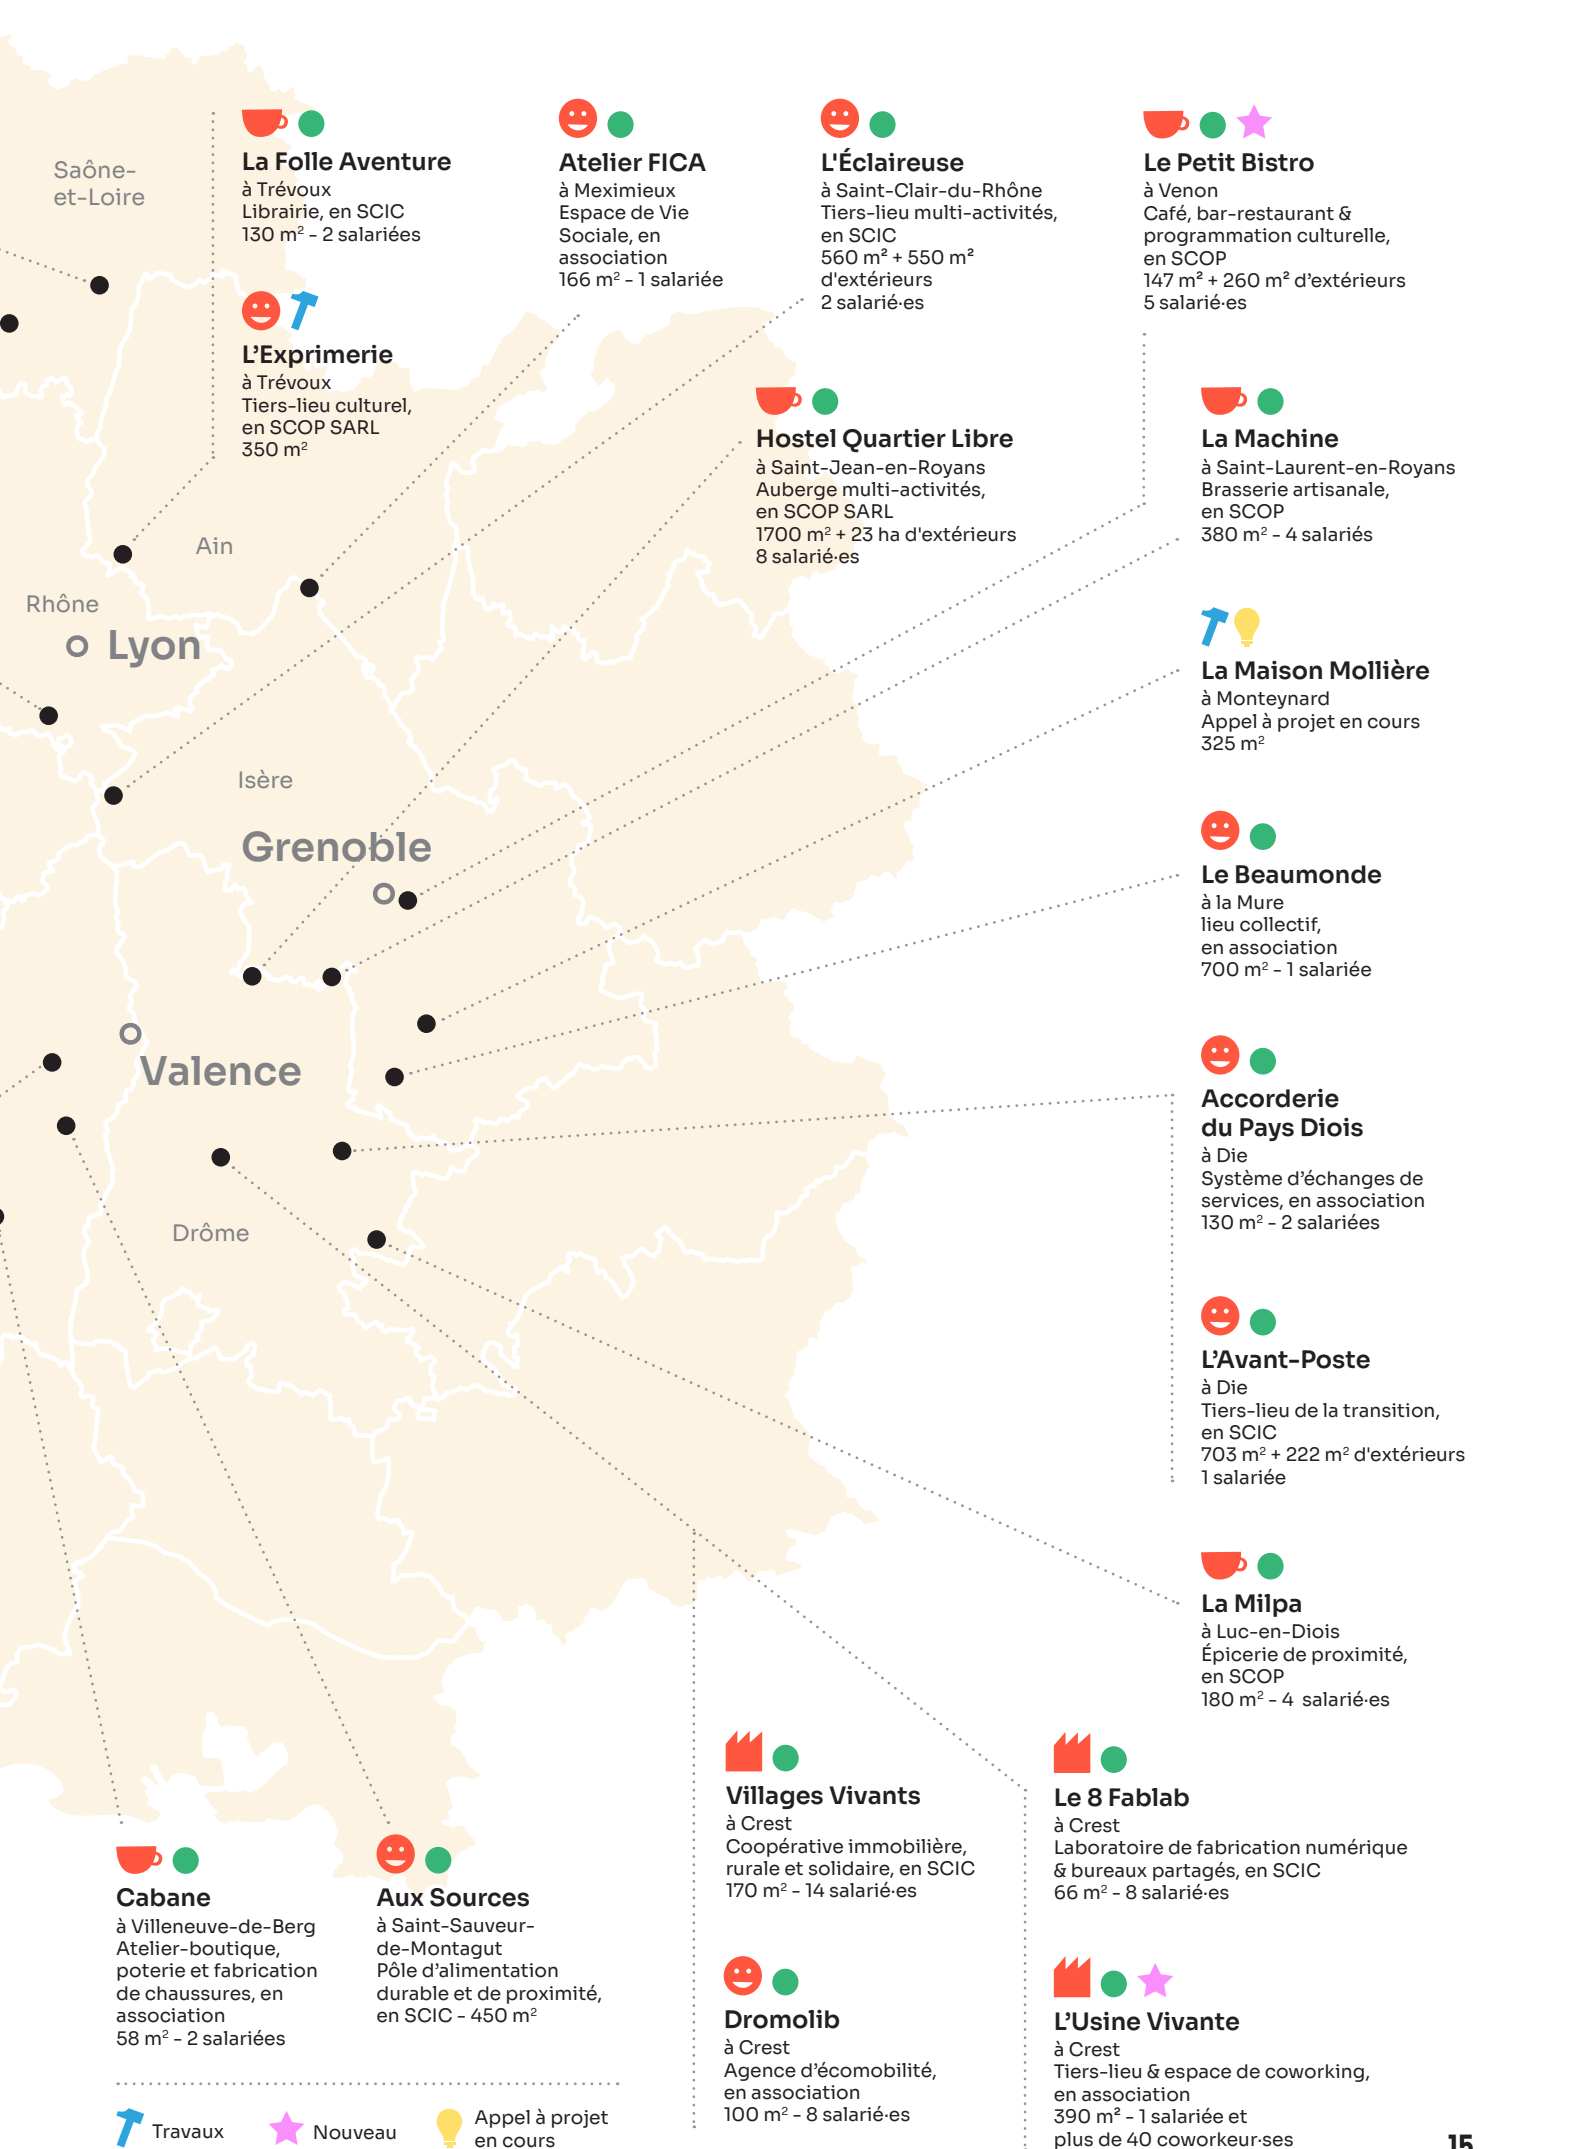 Saône-
et-Loire
La Folle Aventure
à Trévoux
Librairie, en SCIC
130 m² - 2 salariées
L’Exprimerie
à Trévoux
Tiers-lieu culturel,
en SCOP SARL
350 m²
Atelier FICA
à Meximieux
Espace de Vie
Sociale, en
association
166 m² - 1 salariée
L'Éclaireuse
à Saint-Clair-du-Rhône
Tiers-lieu multi-activités,
en SCIC
560 m² + 550 m²
d'extérieurs
2 salarié·es
Le Petit Bistro
à Venon
Café, bar-restaurant &
programmation culturelle,
en SCOP
147 m² + 260 m² d’extérieurs
5 salarié·es
Hostel Quartier Libre
à Saint-Jean-en-Royans
Auberge multi-activités,
en SCOP SARL
1700 m² + 23 ha d'extérieurs
8 salarié·es
La Machine
à Saint-Laurent-en-Royans
Brasserie artisanale,
en SCOP
380 m² - 4 salariés
Ain
Rhône
Lyon
Isère
Grenoble
Valence
Drôme
La Maison Mollière
à Monteynard
Appel à projet en cours
325 m²
Le Beaumonde
à la Mure
lieu collectif,
en association
700 m² - 1 salariée
Accorderie
du Pays Diois
à Die
Système d’échanges de
services, en association
130 m² - 2 salariées
L’Avant-Poste
à Die
Tiers-lieu de la transition,
en SCIC
703 m² + 222 m² d'extérieurs
1 salariée
La Milpa
à Luc-en-Diois
Épicerie de proximité,
en SCOP
180 m² - 4 salarié·es
Villages Vivants
à Crest
Coopérative immobilière,
rurale et solidaire, en SCIC
170 m² - 14 salarié·es
Le 8 Fablab
à Crest
Laboratoire de fabrication numérique
& bureaux partagés, en SCIC
66 m² - 8 salarié·es
Cabane
à Villeneuve-de-Berg
Atelier-boutique,
poterie et fabrication
de chaussures, en
association
58 m² - 2 salariées
Aux Sources
à Saint-Sauveur-
de-Montagut
Pôle d’alimentation
durable et de proximité,
en SCIC - 450 m²
Dromolib
à Crest
Agence d’écomobilité,
en association
100 m² - 8 salarié·es
L’Usine Vivante
à Crest
Tiers-lieu & espace de coworking,
en association
390 m² - 1 salariée et
plus de 40 coworkeur·ses
Travaux
Nouveau
Appel à projet
en cours
15